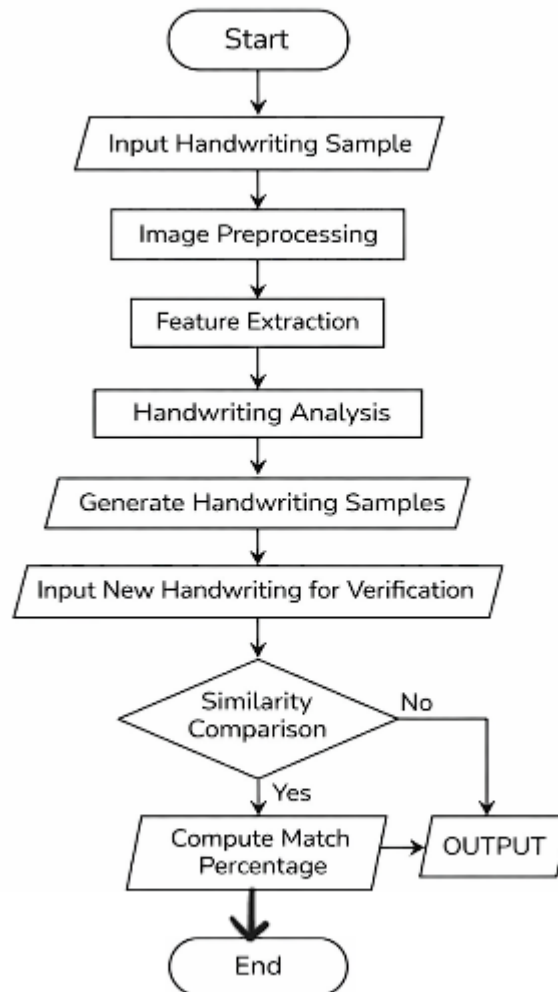 Start
Input Handwriting Sample
Image Preprocessing
Feature Extraction
Handwriting Analysis
Generate Handwriting Samples
Input New Handwriting for Verification
Similarity
Comparison
No
Yes
Compute Match
Percentage
OUTPUT
End